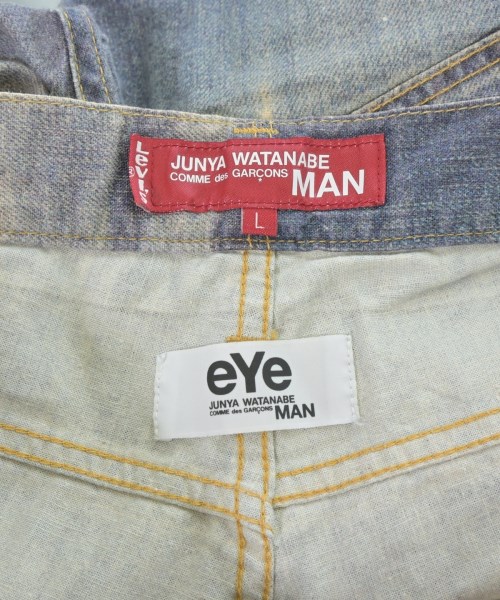 Levi's ®
JUNYA WATANABE
COMME des GARÇONS MAN
L
eYe
JUNYA WATANABE
COMME des GARÇONS MAN